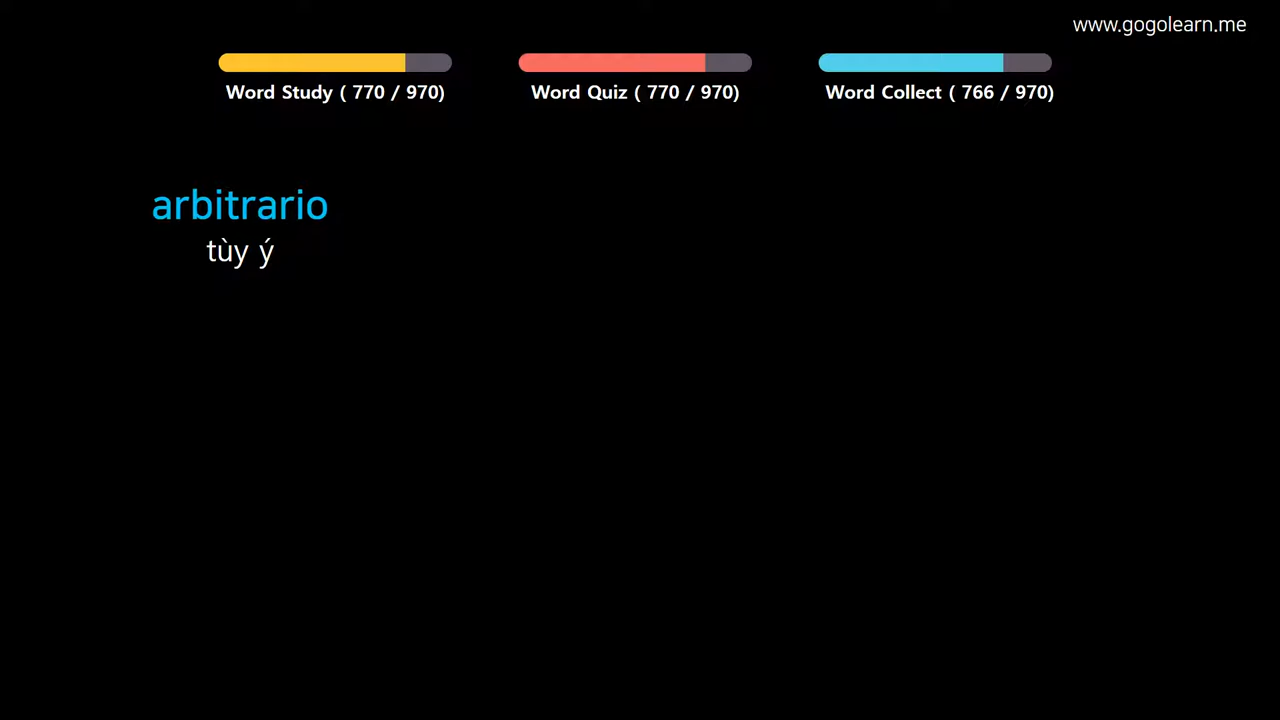 www.gogolearn.me
Word Study ( 770 / 970)
Word Quiz ( 770 / 970)
Word Collect ( 766 / 970)
arbitrario
tùy ý